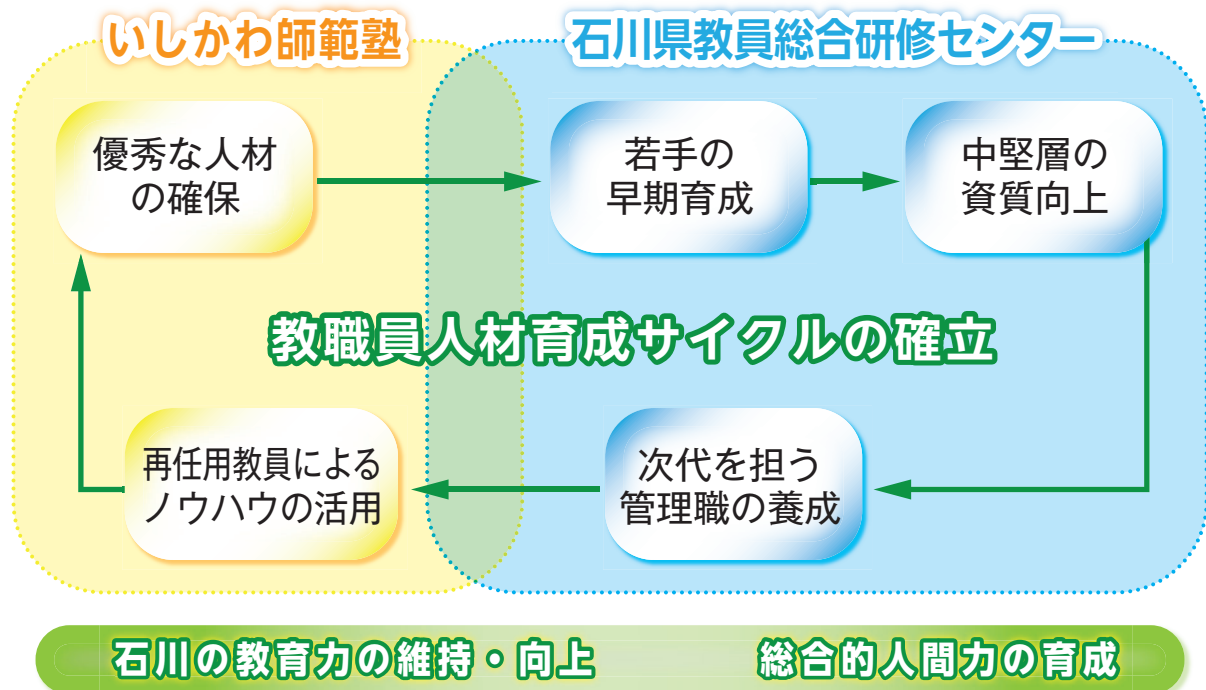 いしかわ師範塾
石川県教員総合研修センター
優秀な人材
の確保
若手の
早期育成
中堅層の
資質向上
教職員人材育成サイクルの確立
再任用教員による
ノウハウの活用
次代を担う
管理職の養成
石川の教育力の維持・向上
総合的人間力の育成